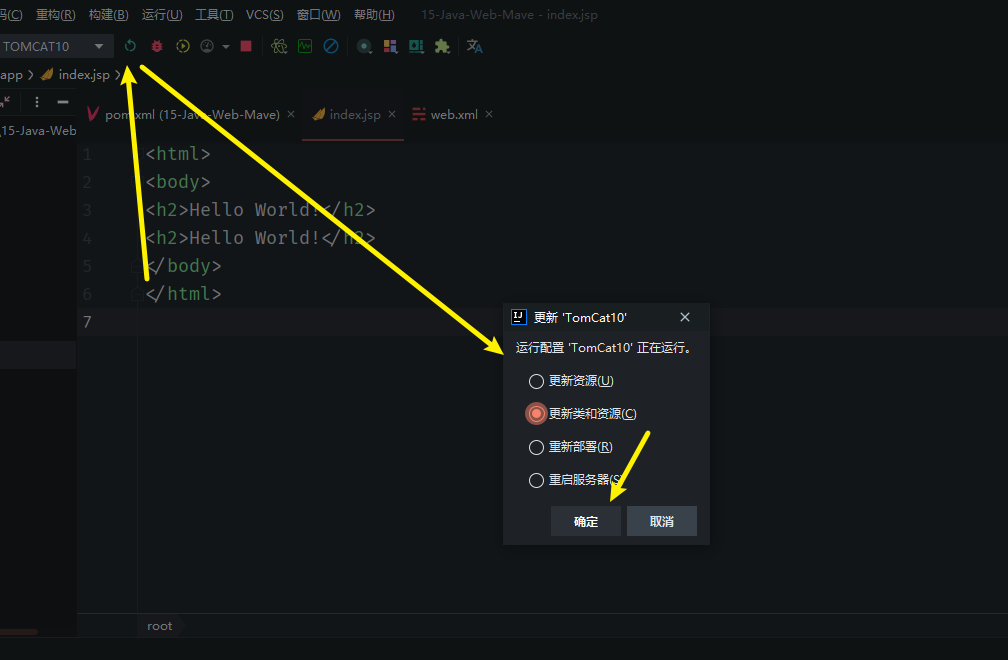 码(C) 重构(R) 构建(B) 运行(U) 工具(T) VCS(S) 窗口(W) 帮助(H) 15-Java-Web-Mave - index.jsp
TOMCAT10
app > index.jsp >
pom.xml (15-Java-Web-Mave) × index.jsp × web.xml ×
15-Java-Web
1 <html>
2 <body>
3 <h2>Hello World!</h2>
4 <h2>Hello World!</h2>
5 </body>
6 </html>
7
更新 'TomCat10'
运行配置 'TomCat10' 正在运行。
更新资源(U)
更新类和资源(C)
重新部署(R)
重启服务器(S)
确定 取消
root